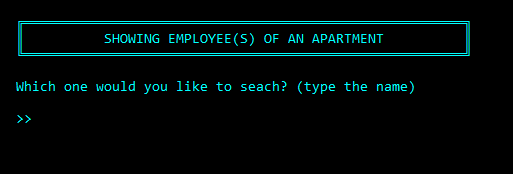 SHOWING EMPLOYEE(S) OF AN APARTMENT
Which one would you like to seach? (type the name)
>>